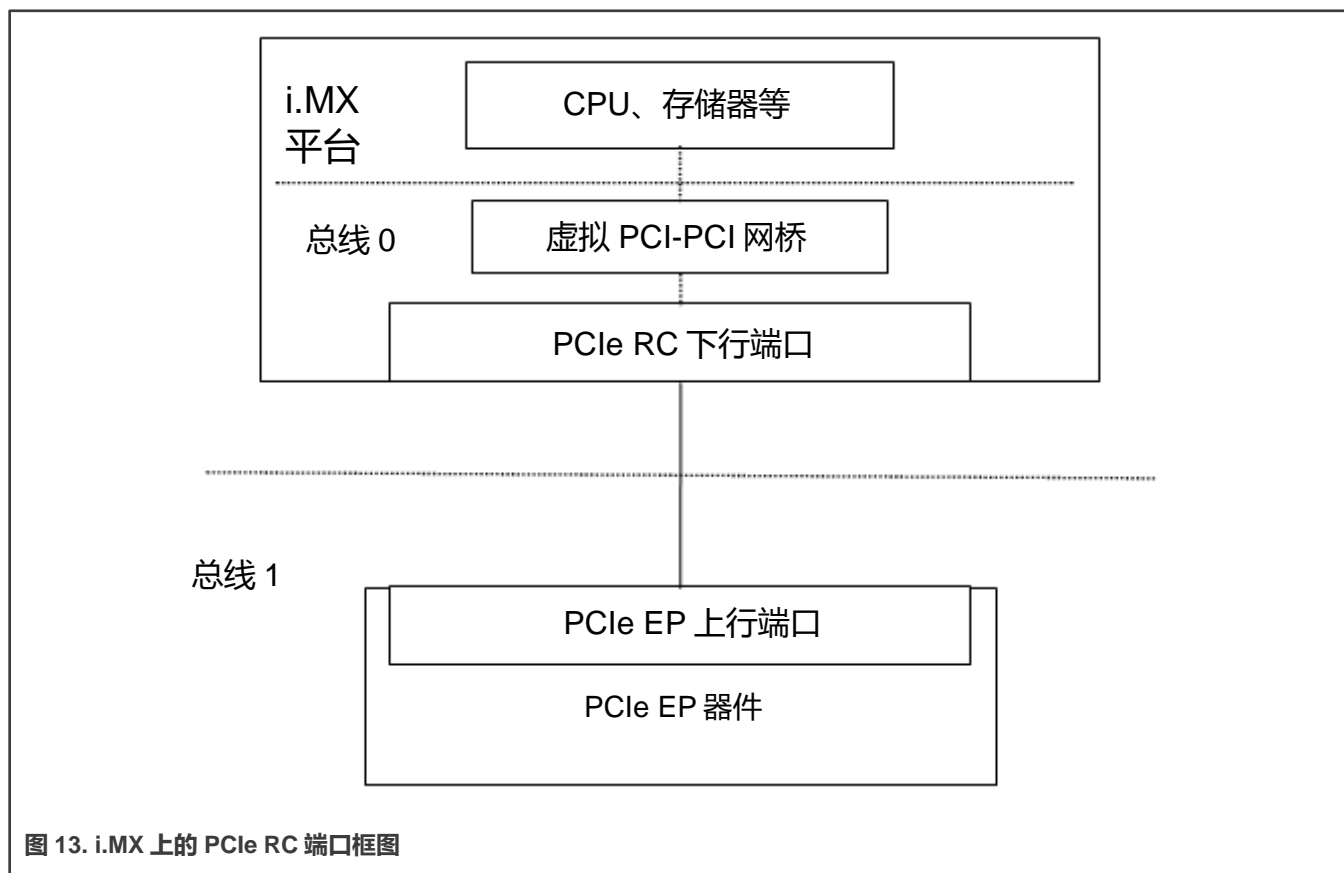 i.MX
平台
CPU、存储器等
总线 0
虚拟 PCI-PCI 网桥
PCIe RC 下行端口
总线 1
PCIe EP 上行端口
PCIe EP 器件
图 13. i.MX 上的 PCIe RC 端口框图